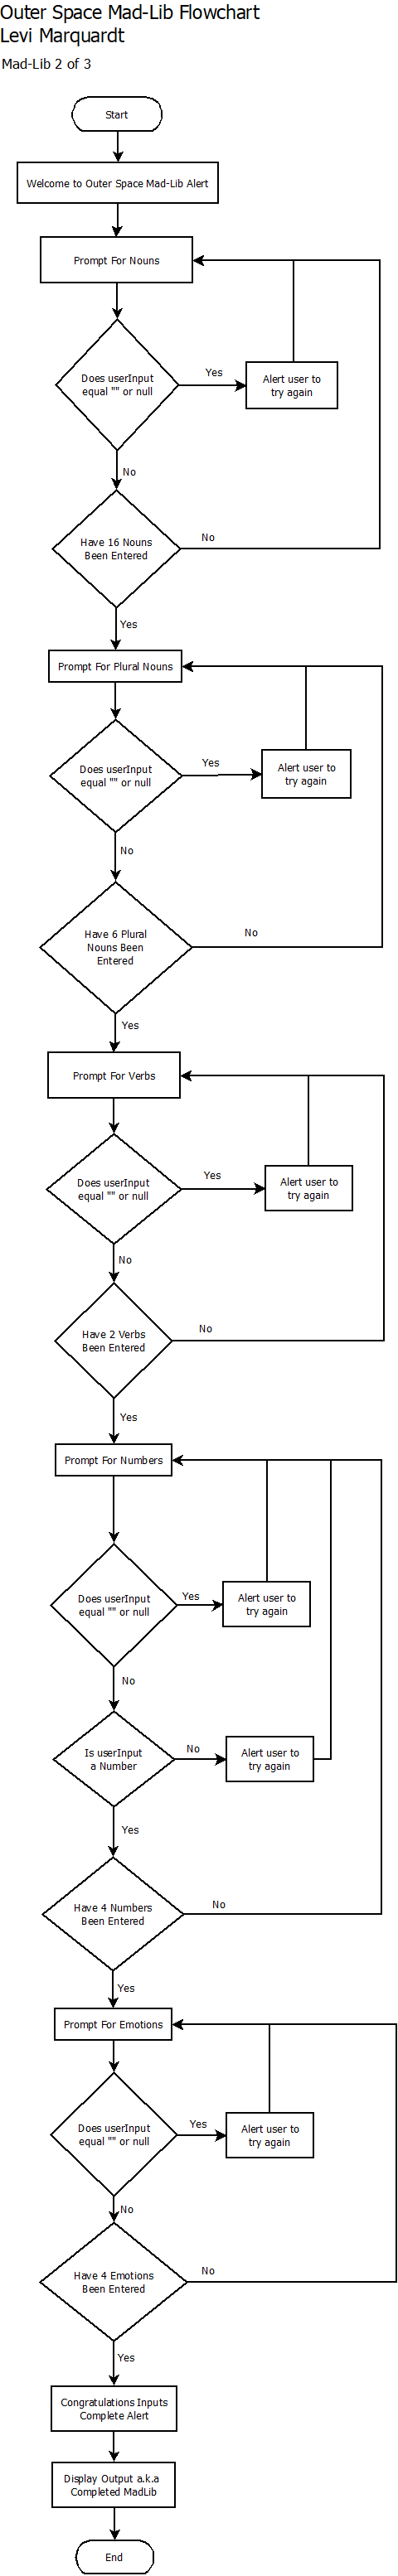 Outer Space Mad-Lib Flowchart
Levi Marquardt
Mad-Lib 2 of 3
Start
Welcome to Outer Space Mad-Lib Alert
Prompt For Nouns
Does userInput
equal "" or null
Yes
Alert user to
try again
No
Have 16 Nouns
Been Entered
No
Yes
Prompt For Plural Nouns
Does userInput
equal "" or null
Yes
Alert user to
try again
No
Have 6 Plural
Nouns Been
Entered
No
Yes
Prompt For Verbs
Does userInput
equal "" or null
Yes
Alert user to
try again
No
Have 2 Verbs
Been Entered
No
Yes
Prompt For Numbers
Does userInput
equal "" or null
Yes
Alert user to
try again
No
Is userInput
a Number
No
Alert user to
try again
Yes
Have 4 Numbers
Been Entered
No
Yes
Prompt For Emotions
Does userInput
equal "" or null
Yes
Alert user to
try again
No
Have 4 Emotions
Been Entered
No
Yes
Congratulations Inputs
Complete Alert
Display Output a.k.a
Completed MadLib
End